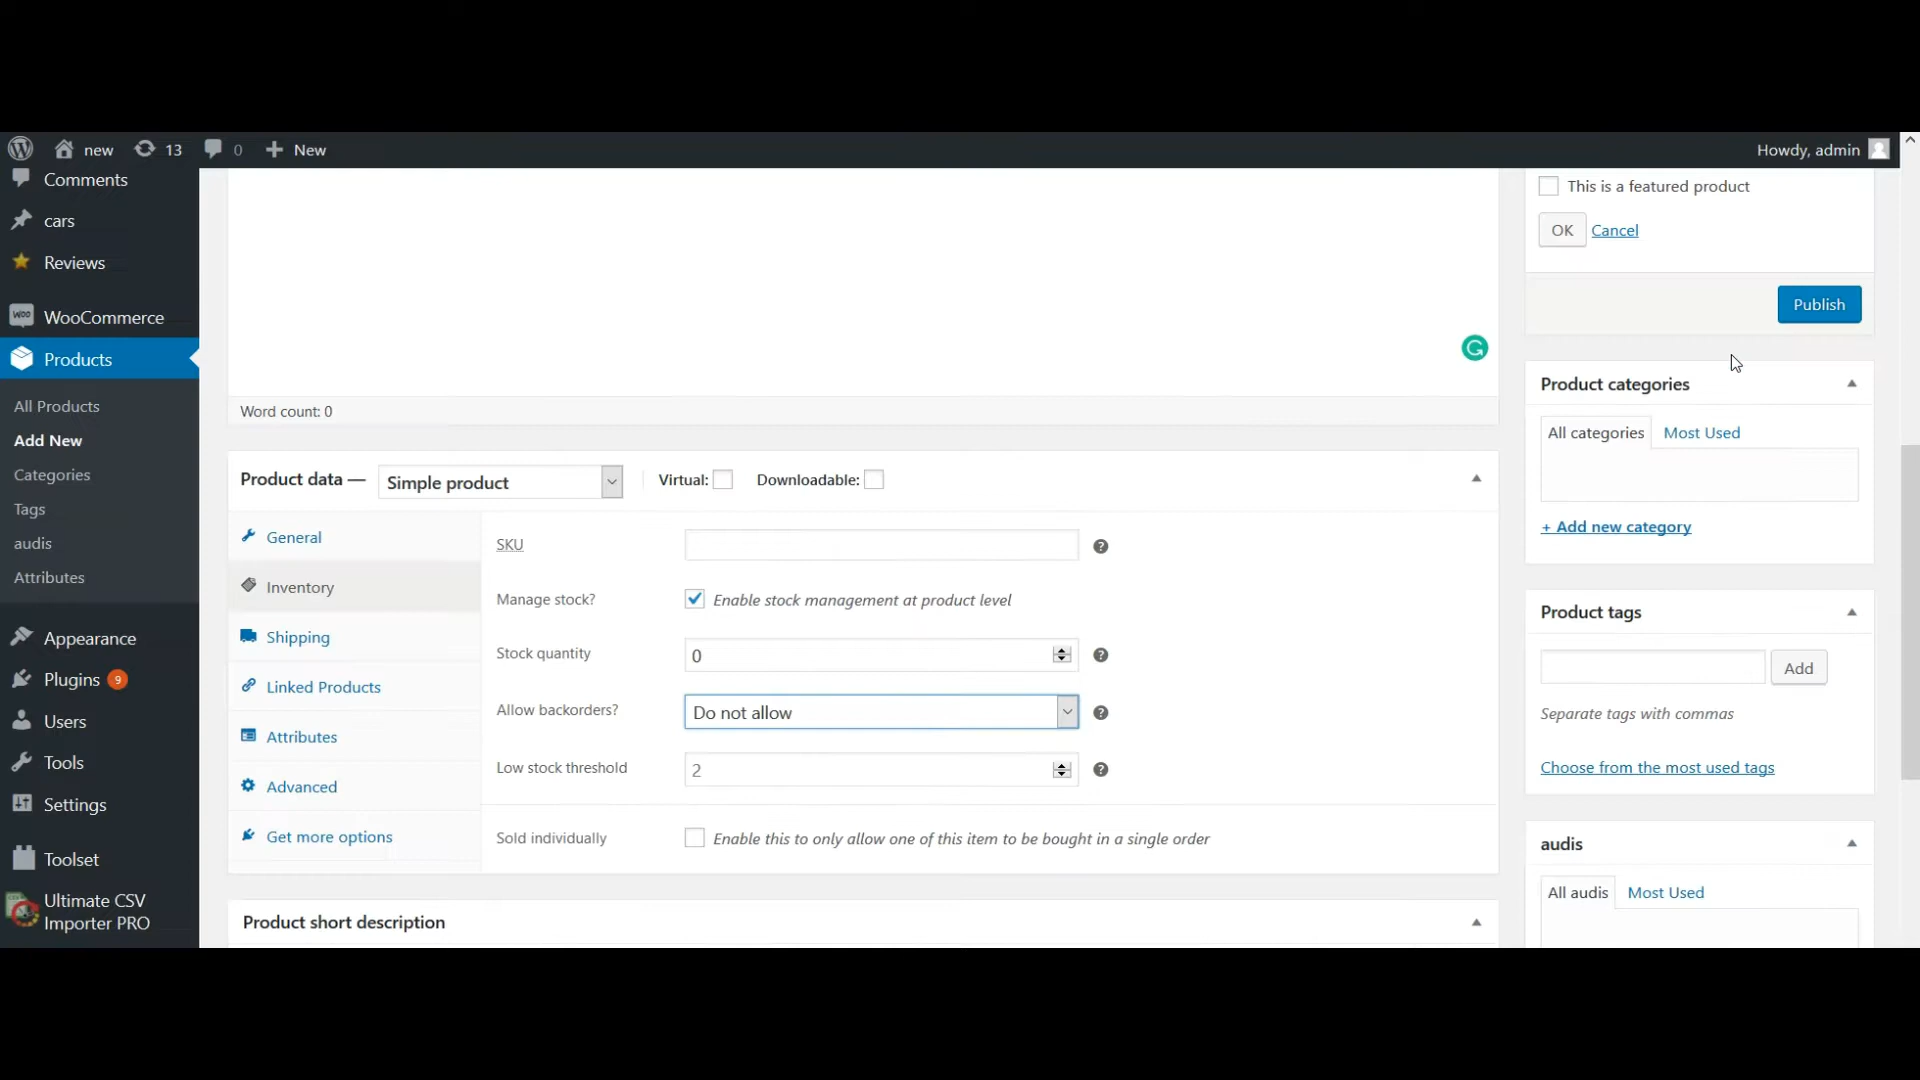 new 13 0 New Howdy, admin
Comments
cars
Reviews
WooCommerce
Products
All Products
Add New
Categories
Tags
audis
Attributes
Appearance
Plugins 9
Users
Tools
Settings
Toolset
Ultimate CSV
Importer PRO
Word count: 0
Product data — Simple product Virtual: Downloadable:
General
Inventory
Shipping
Linked Products
Attributes
Advanced
Get more options
SKU
Manage stock? Enable stock management at product level
Stock quantity 0
Allow backorders? Do not allow
Low stock threshold 2
Sold individually Enable this to only allow one of this item to be bought in a single order
Product short description
This is a featured product
OK Cancel
Publish
Product categories
All categories Most Used
+ Add new category
Product tags
Add
Separate tags with commas
Choose from the most used tags
audis
All audis Most Used